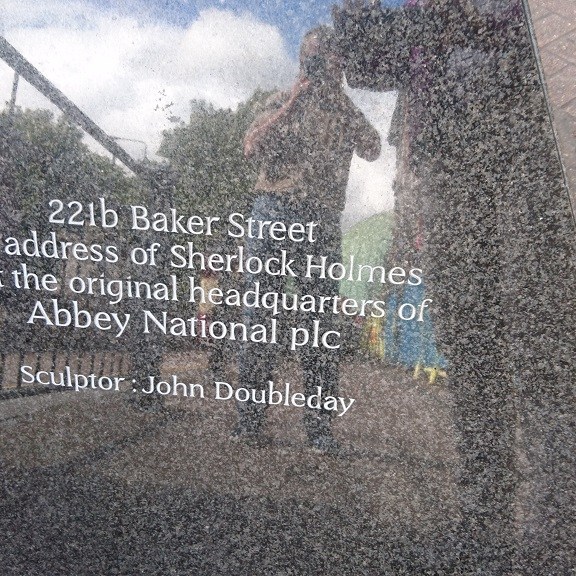 221b Baker Street
address of Sherlock Holmes
the original headquarters of
Abbey National plc
Sculptor : John Doubleday